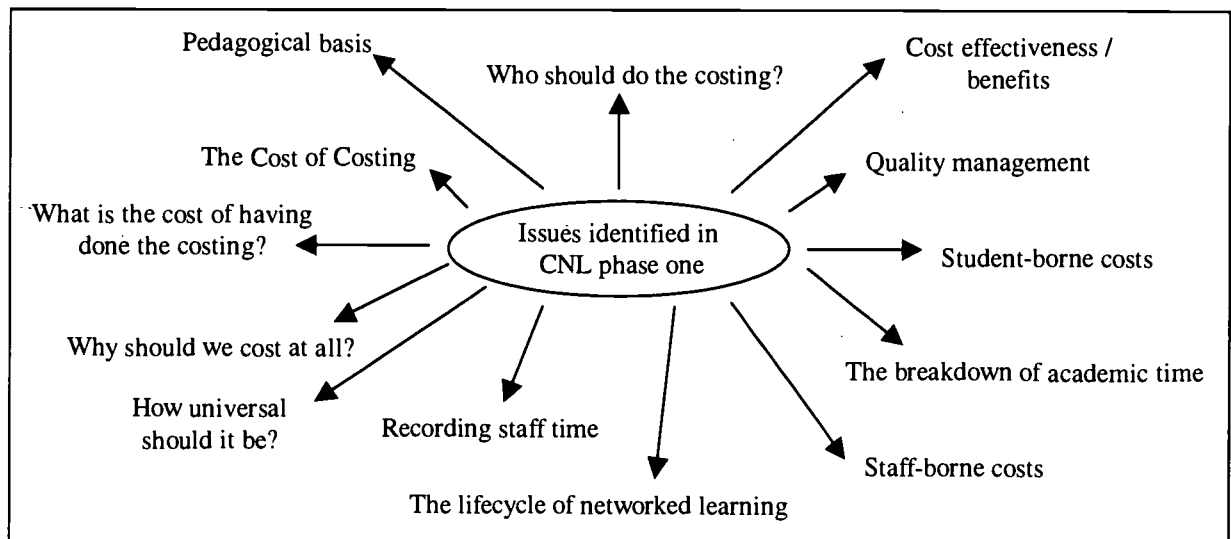 Pedagogical basis
Who should do the costing?
Cost effectiveness /
benefits
The Cost of Costing
Quality management
What is the cost of having
done the costing?
Issues identified in
CNL phase one
Student-borne costs
Why should we cost at all?
The breakdown of academic time
How universal
should it be?
Recording staff time
Staff-borne costs
The lifecycle of networked learning